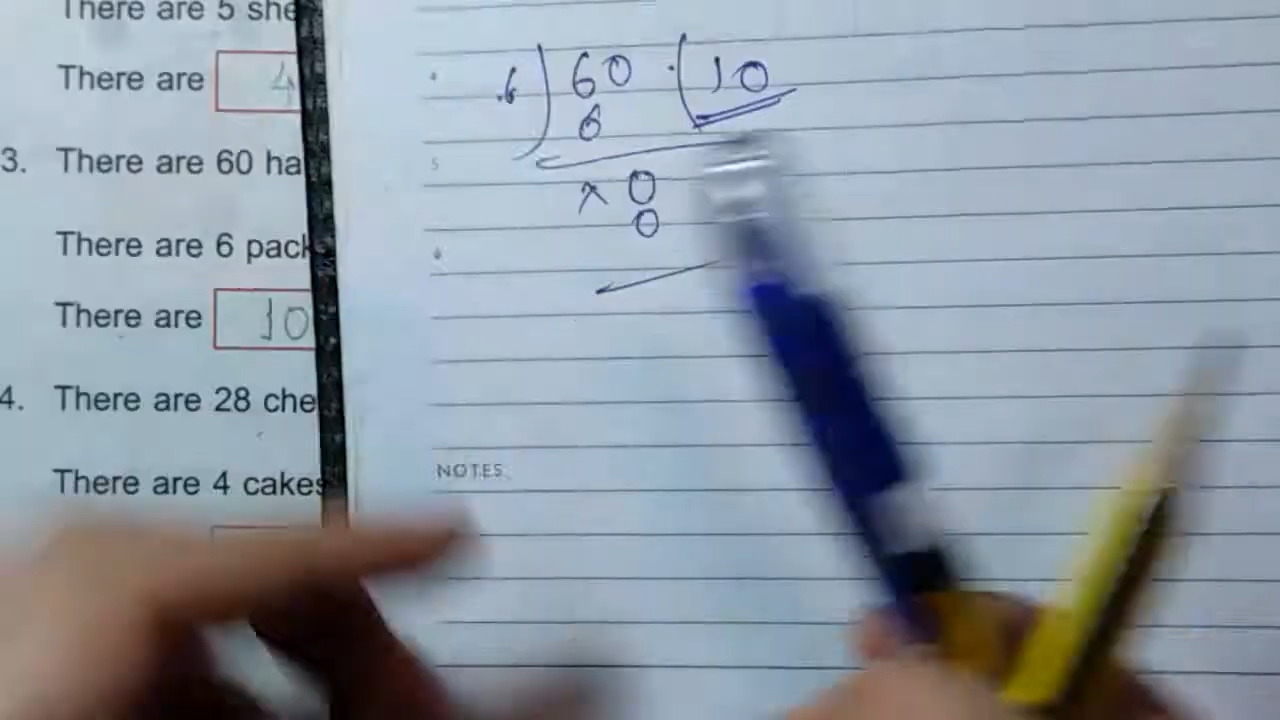 There are 5 she
There are 4
3. There are 60 ha
There are 6 pack
There are 10
4. There are 28 che
There are 4 cakes
6 ) 60 ( 10
6
× 0
0
NOTES